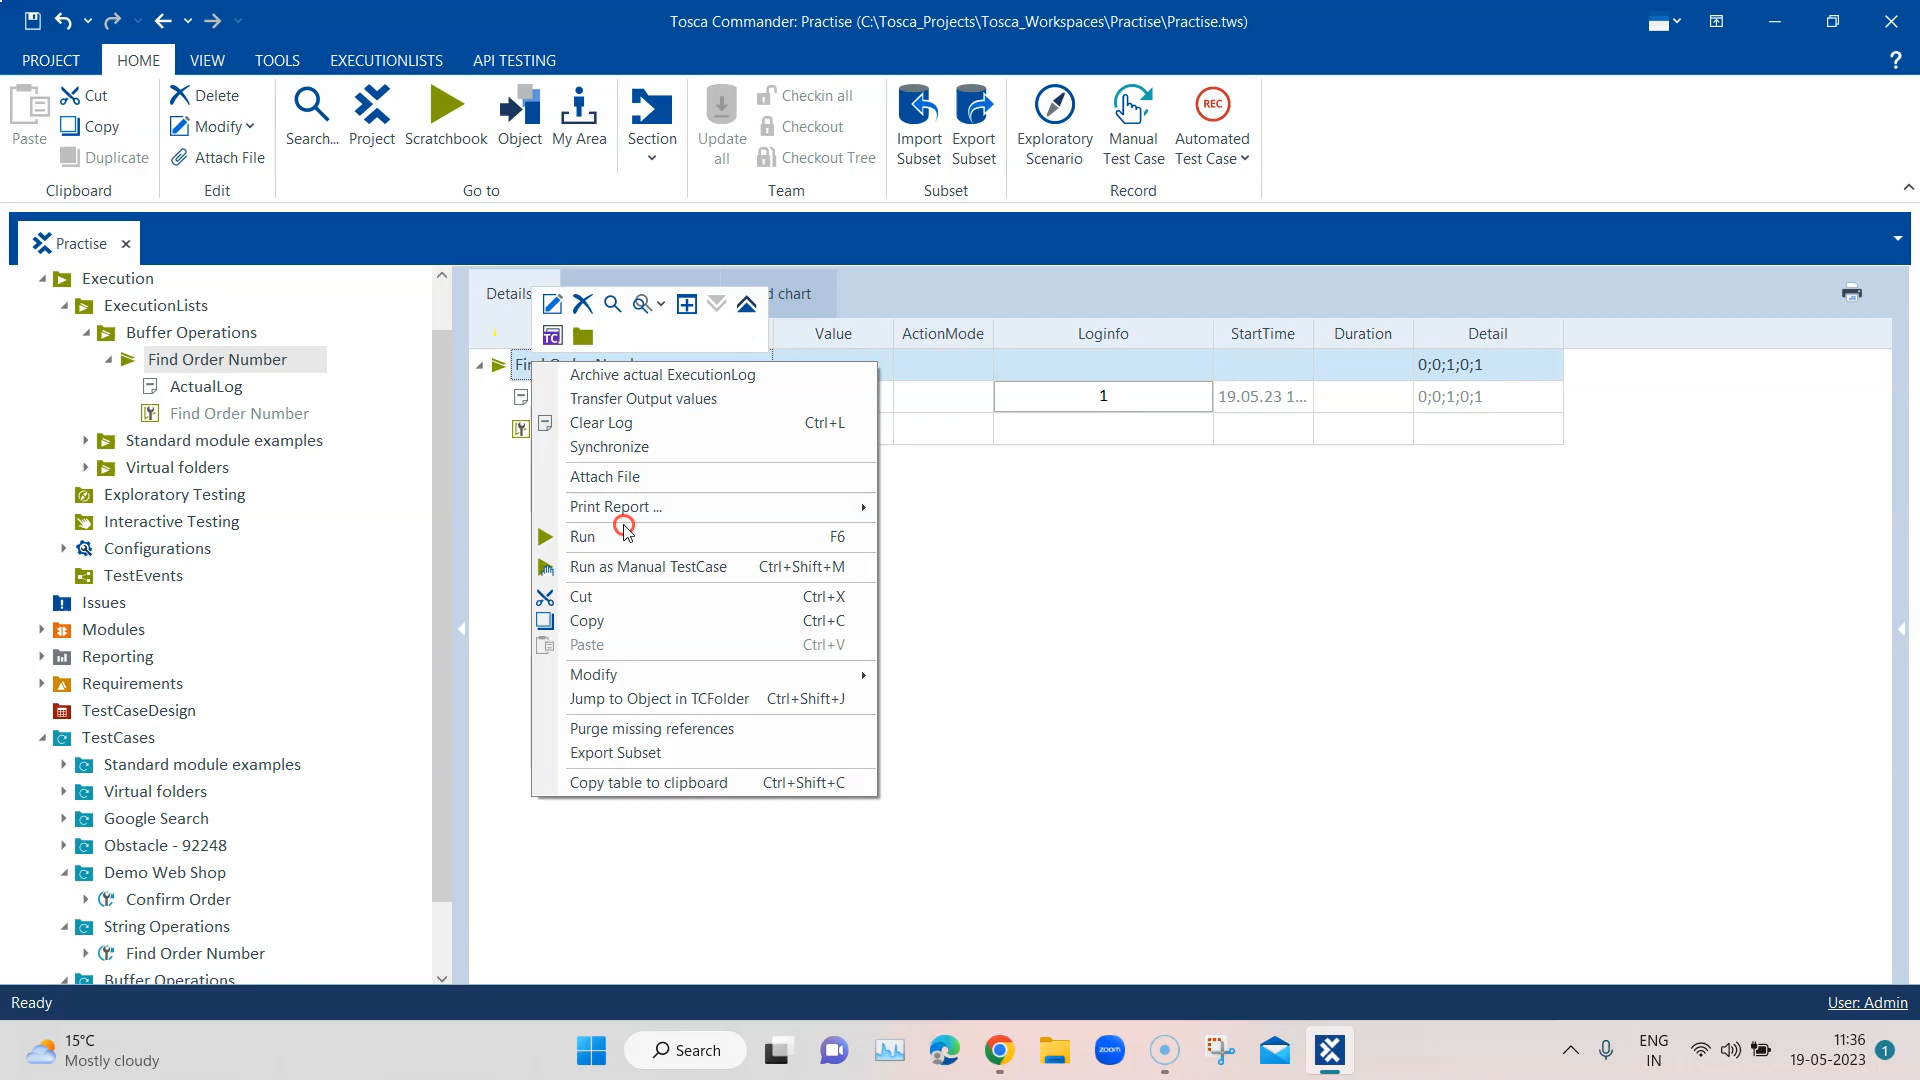 Tosca Commander: Practise (C:\Tosca_Projects\Tosca_Workspaces\Practise\Practise.tws)
PROJECT HOME VIEW TOOLS EXECUTIONLISTS API TESTING ?
Paste
Cut
Copy
Duplicate
Clipboard
Delete
Modify
Attach File
Edit
Search... Project Scratchbook Object My Area Section
Go to
Update all
Checkin all
Checkout
Checkout Tree
Team
Import Subset
Export Subset
Subset
Exploratory Scenario
Manual Test Case
REC
Automated Test Case
Record
Practise
Execution
ExecutionLists
Buffer Operations
Find Order Number
ActualLog
Find Order Number
Standard module examples
Virtual folders
Exploratory Testing
Interactive Testing
Configurations
TestEvents
Issues
Modules
Reporting
Requirements
TestCaseDesign
TestCases
Standard module examples
Virtual folders
Google Search
Obstacle - 92248
Demo Web Shop
Confirm Order
String Operations
Find Order Number
Buffer Operations
Details d chart
TC
Value ActionMode Loginfo StartTime Duration Detail
0;0;1;0;1
1 19.05.23 1... 0;0;1;0;1
Archive actual ExecutionLog
Transfer Output values
Clear Log Ctrl+L
Synchronize
Attach File
Print Report ...
Run F6
Run as Manual TestCase Ctrl+Shift+M
Cut Ctrl+X
Copy Ctrl+C
Paste Ctrl+V
Modify
Jump to Object in TCFolder Ctrl+Shift+J
Purge missing references
Export Subset
Copy table to clipboard Ctrl+Shift+C
Ready User: Admin
15°C
Mostly cloudy
Search
zoom
ENG
IN
11:36
19-05-2023
1